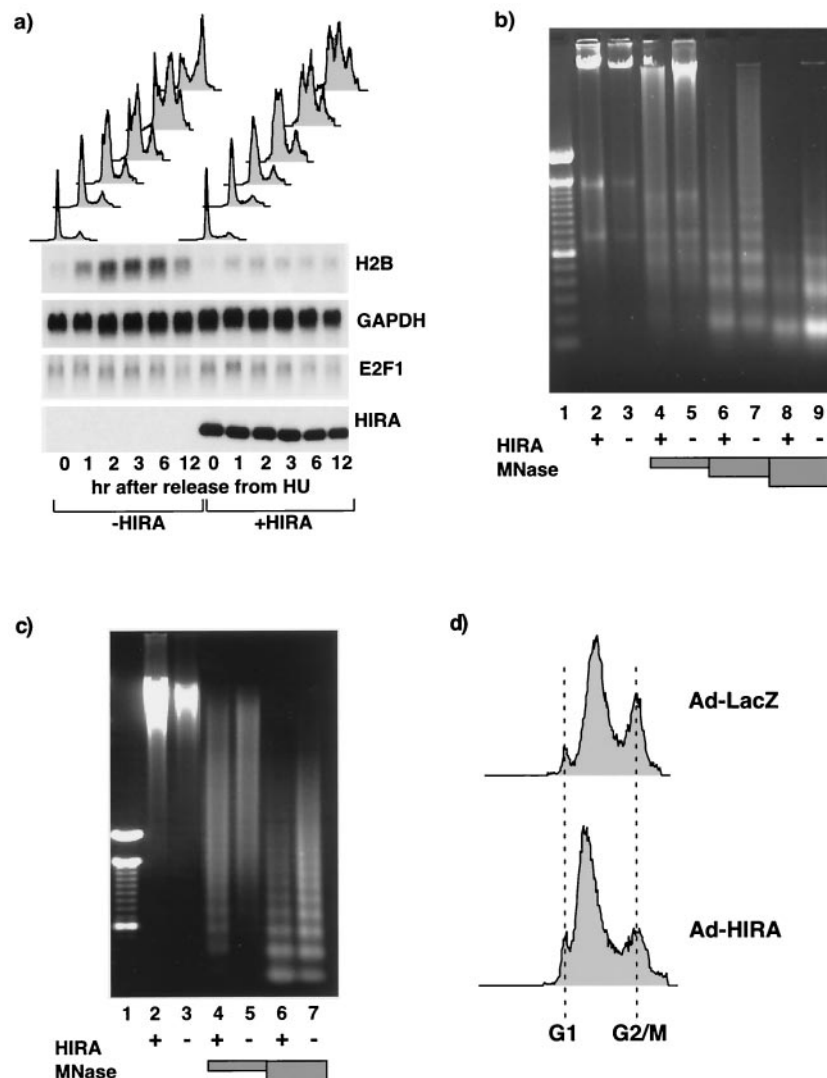 a)
H2B
GAPDH
E2F1
HIRA
0 1 2 3 6 12 0 1 2 3 6 12
hr after release from HU
-HIRA +HIRA
b)
1 2 3 4 5 6 7 8 9
HIRA + - + - + - + -
MNase
c)
1 2 3 4 5 6 7
HIRA + - + - + -
MNase
d)
Ad-LacZ
Ad-HIRA
G1 G2/M